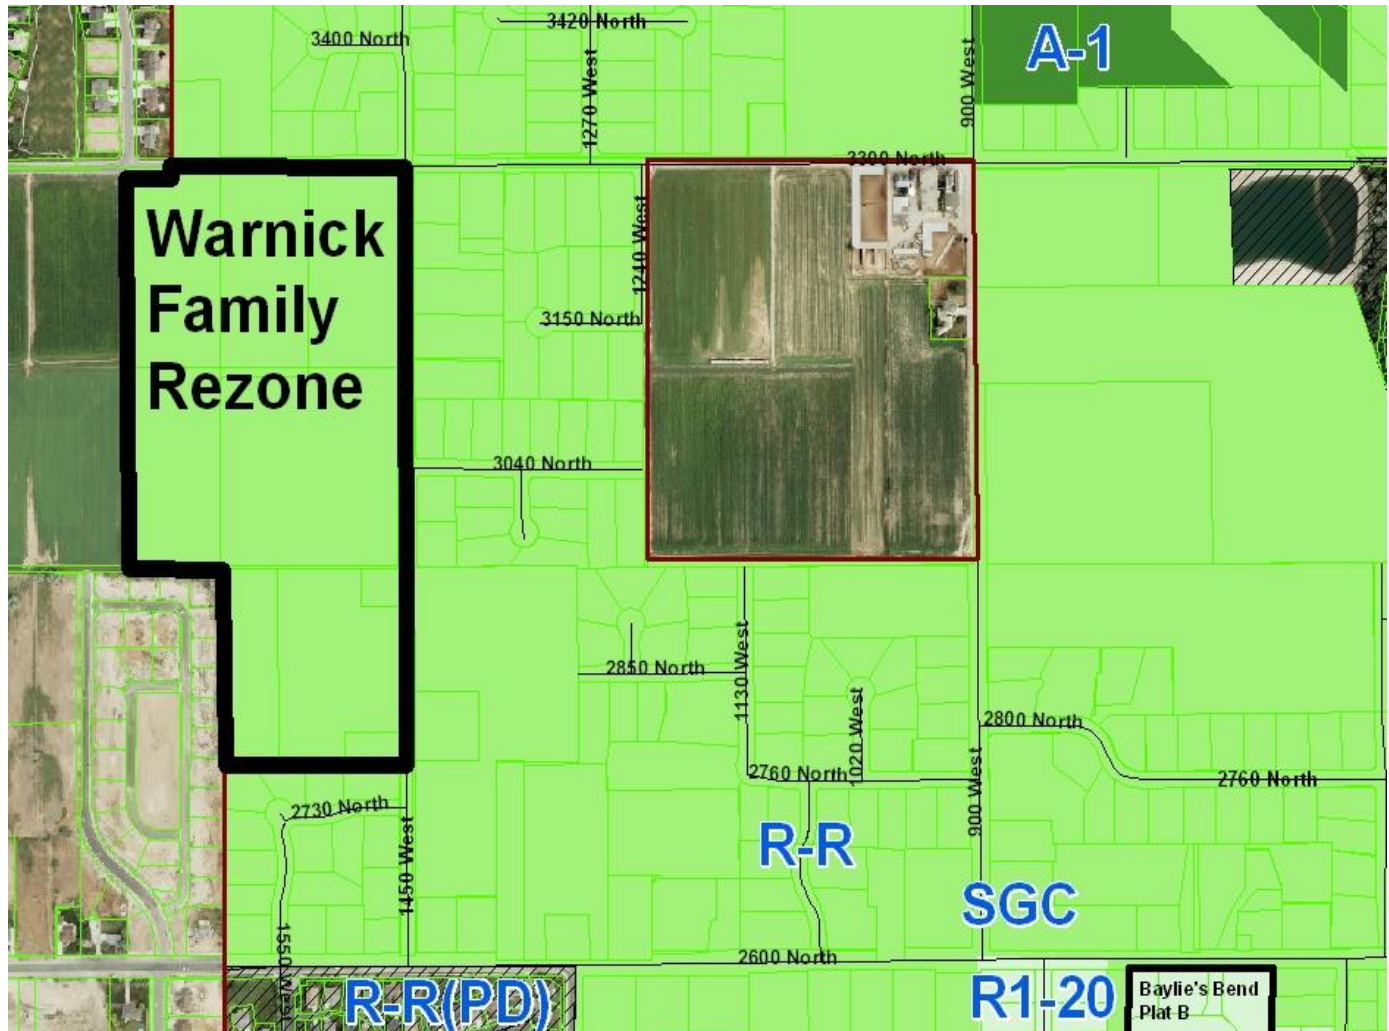 3420 North
3400 North
1270 West
900 West
A-1
3300 North
Warnick
Family
Rezone
1240 West
3150 North
3040 North
2850 North
1130 West
1020 West
2800 North
2760 North
2760 North
2730 North
1450 West
900 West
R-R
SGC
1550 West
2600 North
R-R(PD)
R1-20
Baylie's Bend
Plat B